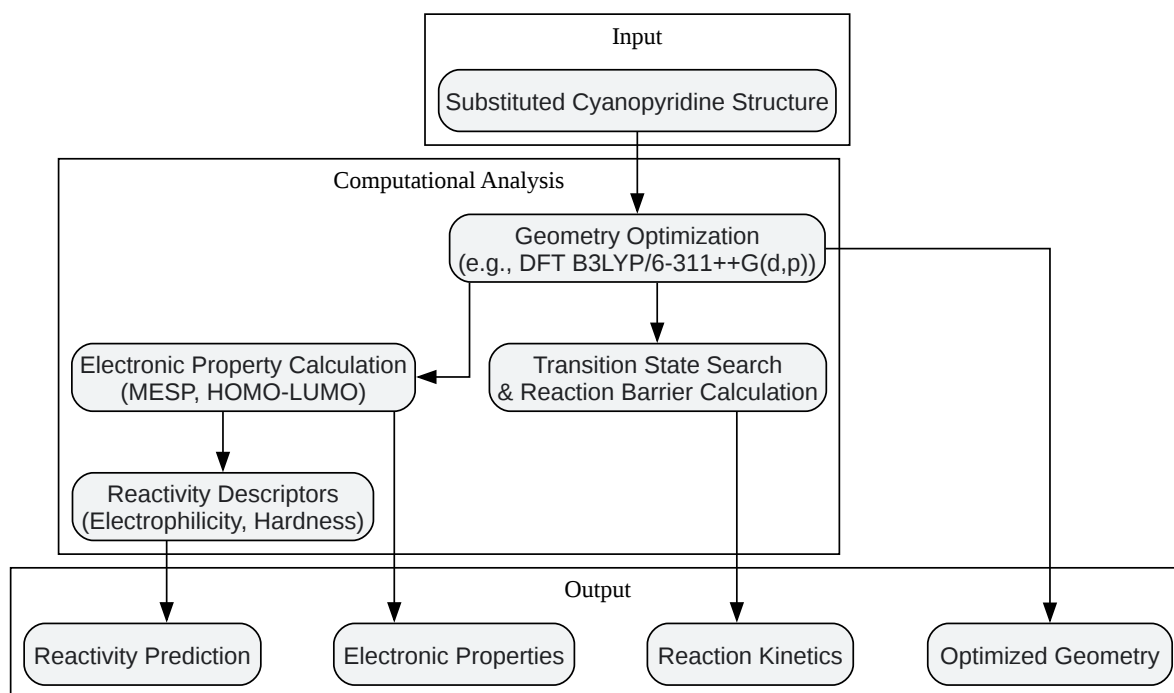 Input
Substituted Cyanopyridine Structure
Computational Analysis
Geometry Optimization
(e.g., DFT B3LYP/6-311++G(d,p))
Electronic Property Calculation
(MESP, HOMO-LUMO)
Transition State Search
& Reaction Barrier Calculation
Reactivity Descriptors
(Electrophilicity, Hardness)
Output
Reactivity Prediction
Electronic Properties
Reaction Kinetics
Optimized Geometry